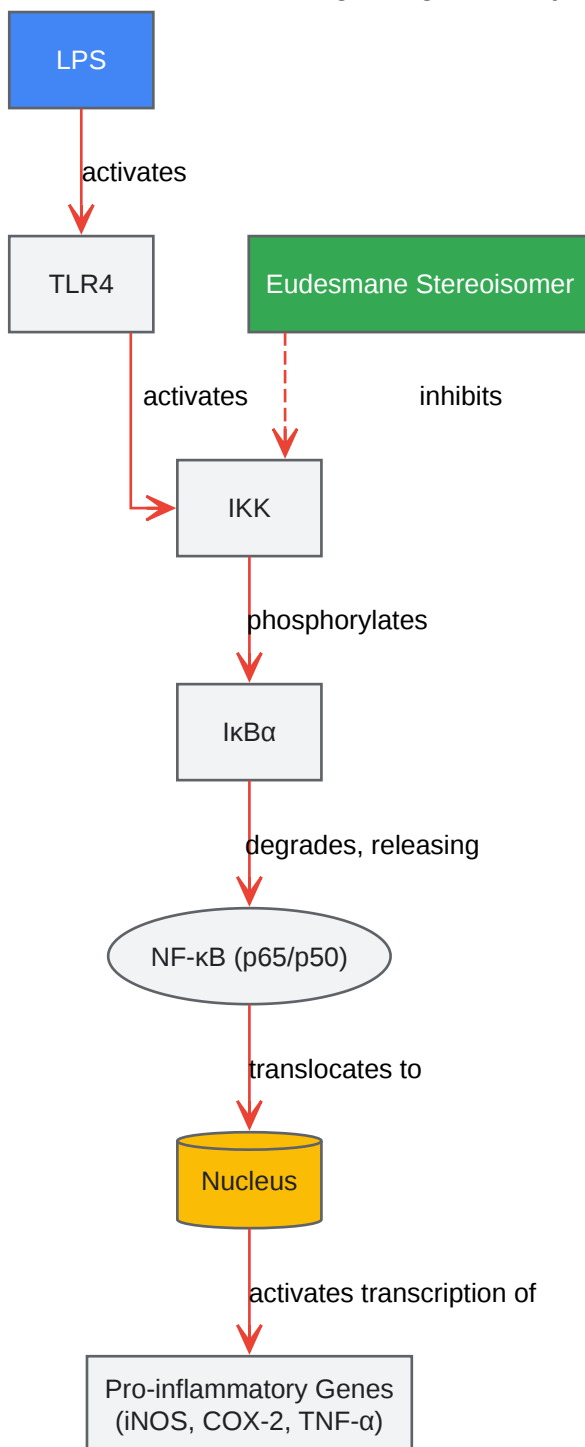 LPS
activates
TLR4
Eudesmane Stereoisomer
activates
inhibits
IKK
phosphorylates
IκBα
degrades, releasing
NF-κB (p65/p50)
translocates to
Nucleus
activates transcription of
Pro-inflammatory Genes
(iNOS, COX-2, TNF-α)